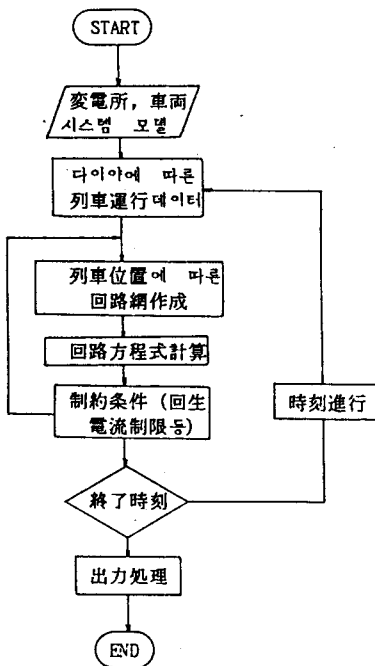 START
変電所, 車両
시스템 모델
다이야에 따른
列車運行데이터
列車位置에 따른
回路網作成
回路方程式計算
制約条件 (回生
電流制限등)
時刻進行
終了時刻
出力処理
END